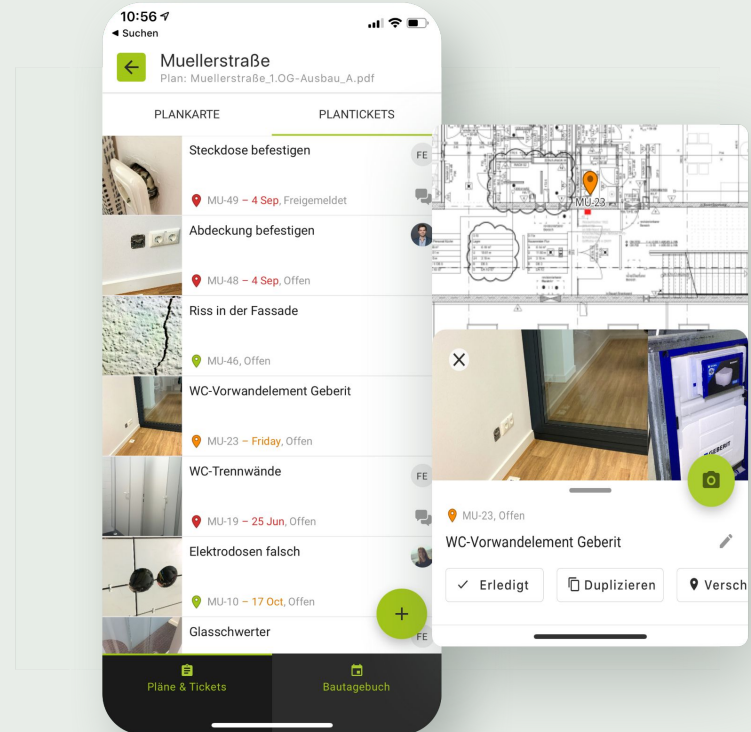 10:56
◀ Suchen
Muellerstraße
Plan: Muellerstraße_1.OG-Ausbau_A.pdf
PLANKARTE
PLANTICKETS
Steckdose befestigen
FE
MU-49 – 4 Sep, Freigemeldet
Abdeckung befestigen
MU-48 – 4 Sep, Offen
Riss in der Fassade
MU-46, Offen
WC-Vorwandelement Geberit
MU-23 – Friday, Offen
WC-Trennwände
FE
MU-19 – 25 Jun, Offen
Elektrodosen falsch
MU-10 – 17 Oct, Offen
+
Glasschwerter
FE
Pläne & Tickets
Bautagebuch
MU-23
GEBERIT
MU-23, Offen
WC-Vorwandelement Geberit
Erledigt
Duplizieren
Versch